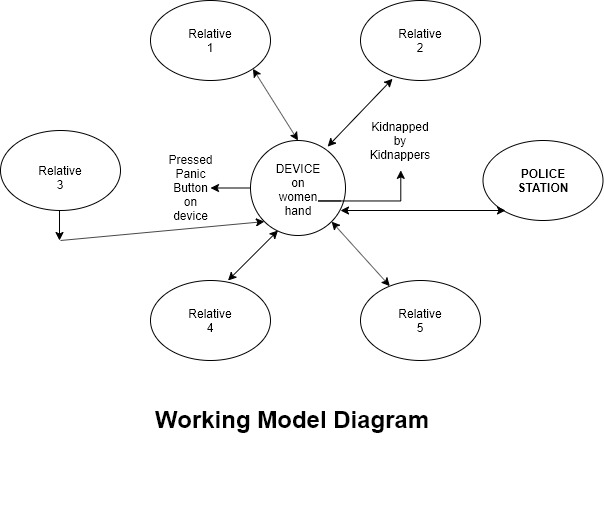 Relative
1
Relative
2
Kidnapped
by
Kidnappers
Relative
3
Pressed
Panic
Button
on
device
DEVICE
on
women
hand
POLICE
STATION
Relative
4
Relative
5
Working Model Diagram